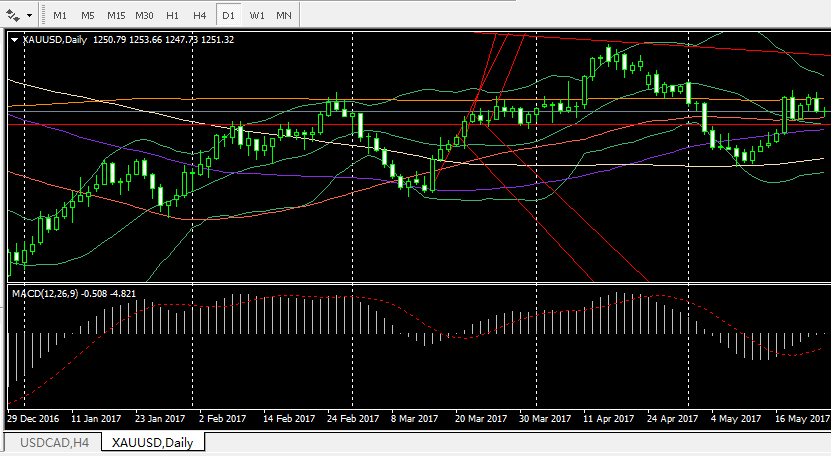 M1 M5 M15 M30 H1 H4 D1 W1 MN
XAUUSD,Daily 1250.79 1253.66 1247.73 1251.32
MACD(12,26,9) -0.508 -4.821
29 Dec 2016 11 Jan 2017 23 Jan 2017 2 Feb 2017 14 Feb 2017 24 Feb 2017 8 Mar 2017 20 Mar 2017 30 Mar 2017 11 Apr 2017 24 Apr 2017 4 May 2017 16 May 2017
USDCAD,H4 XAUUSD,Daily